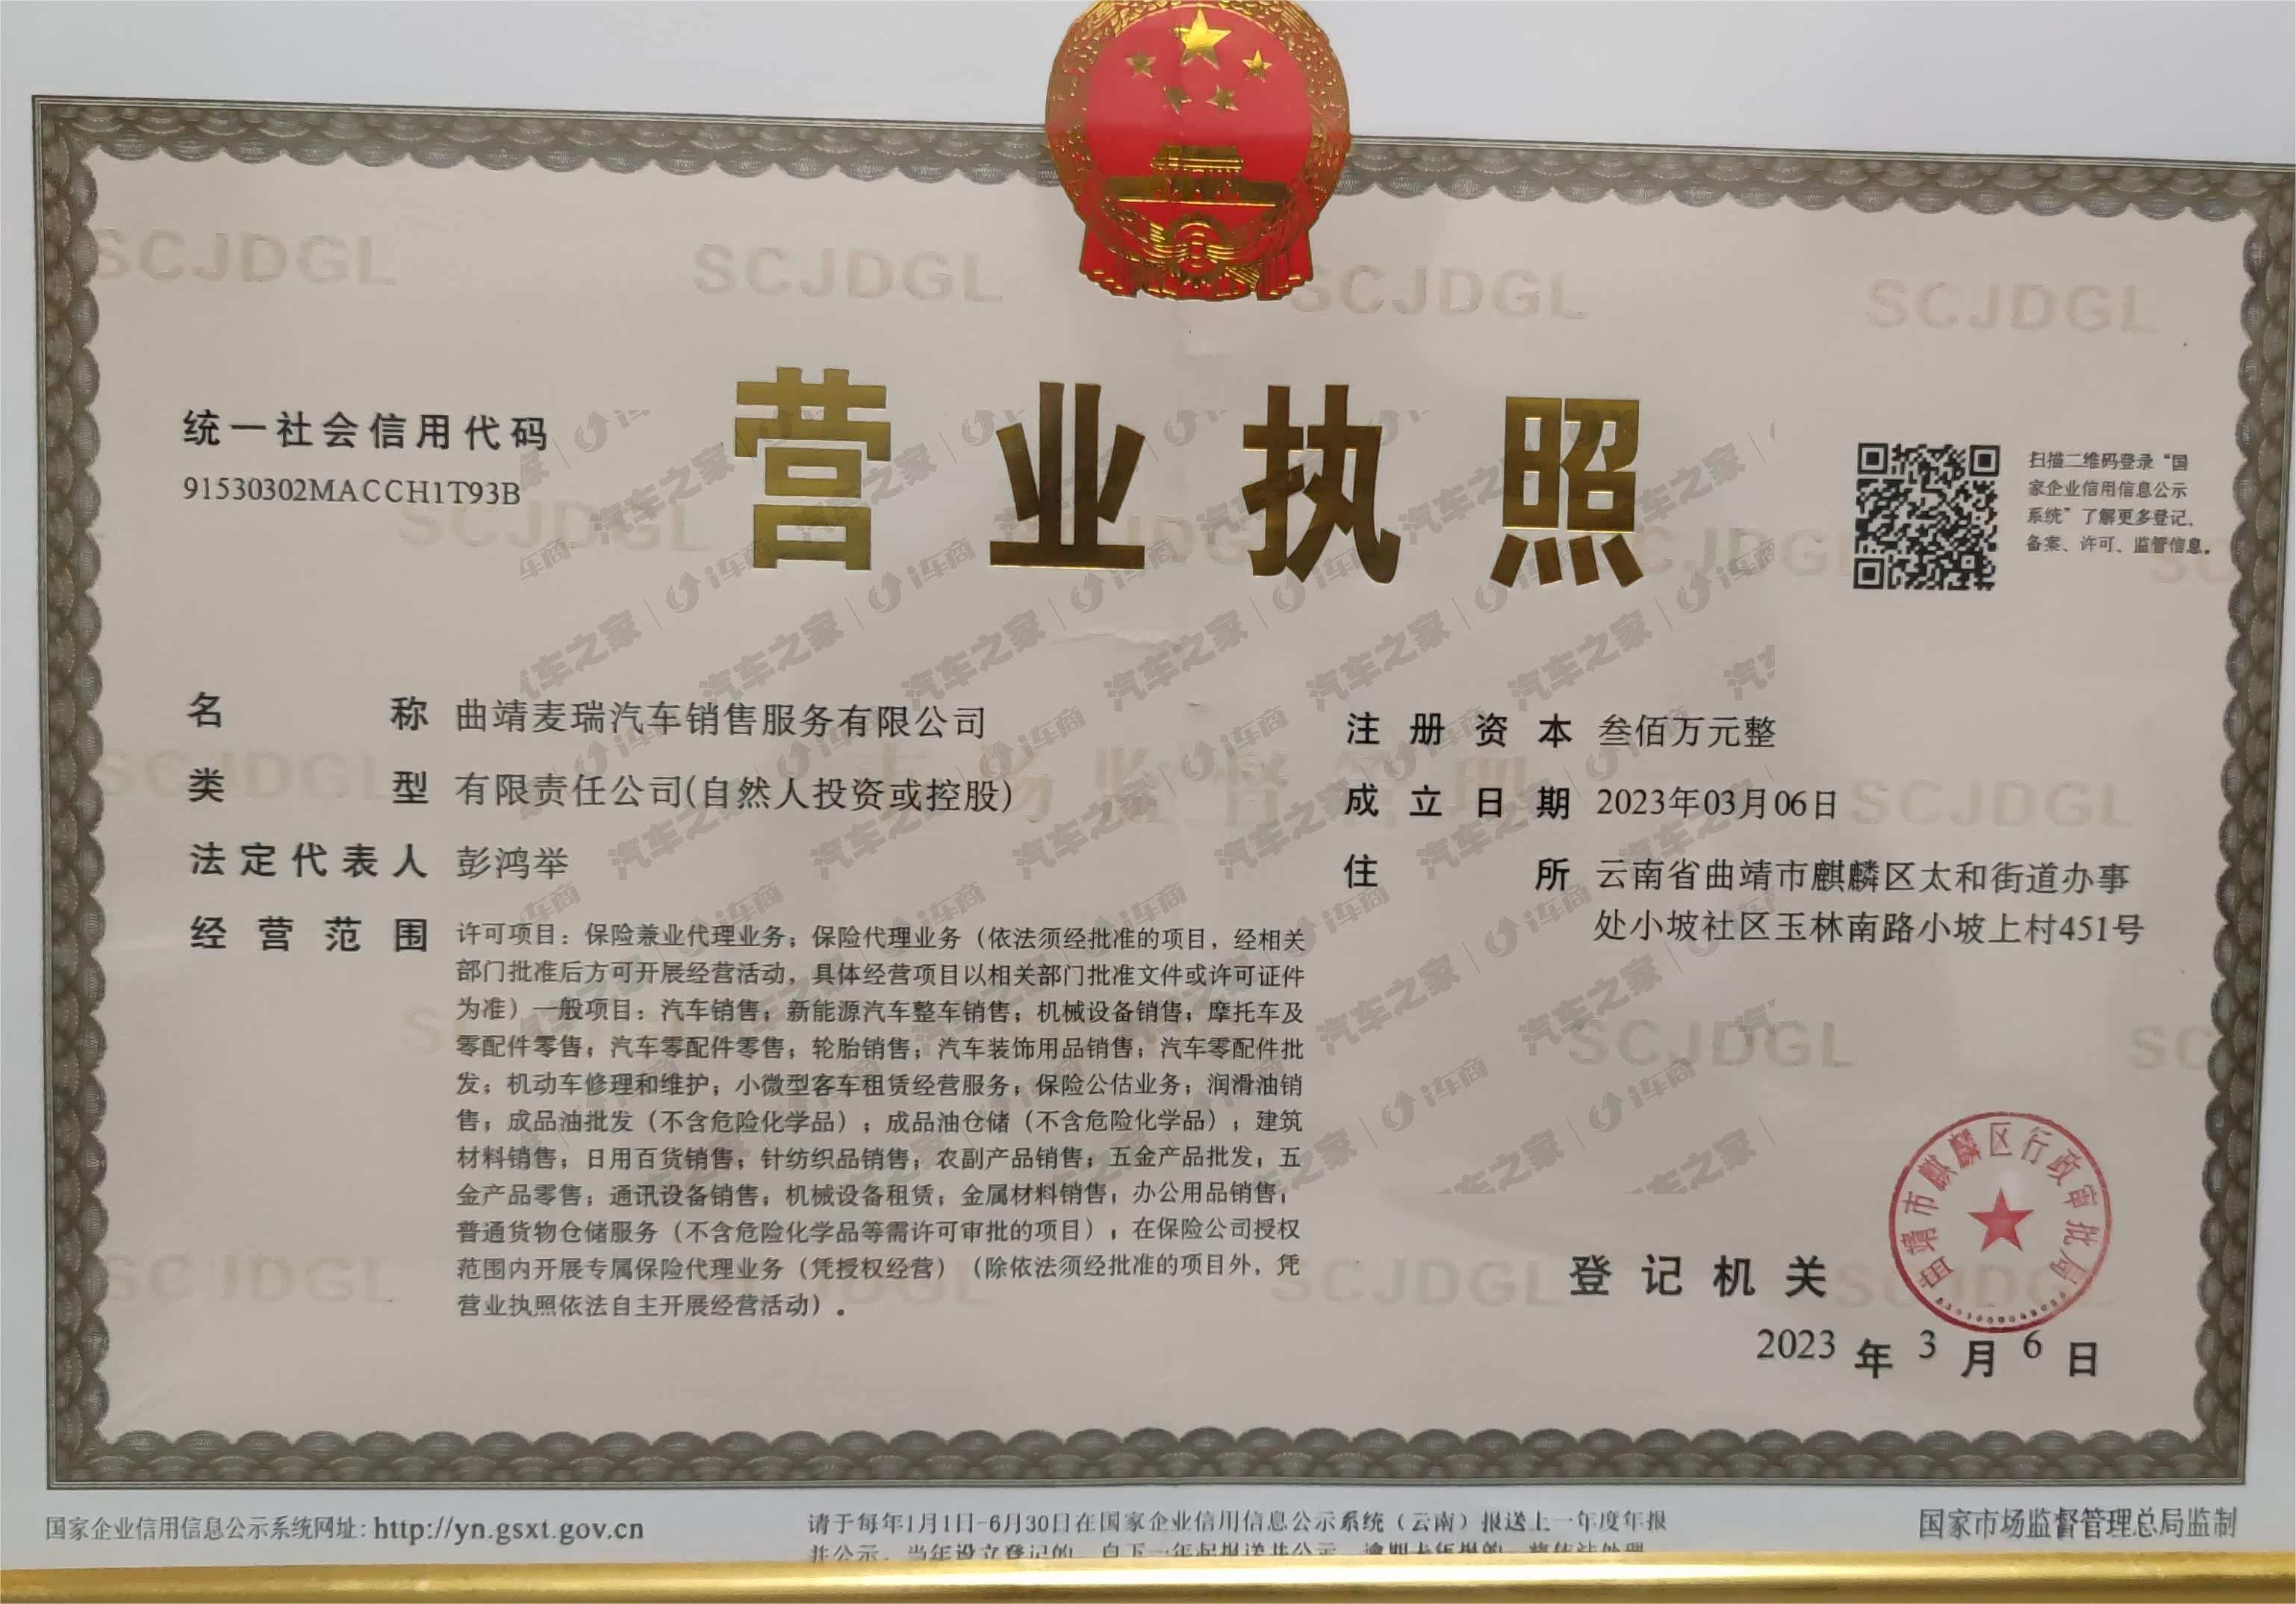 营业执照
统一社会信用代码
91530302MACCH1T93B
扫描二维码登录“国
家企业信用信息公示
系统”了解更多登记、
备案、许可、监管信息。
名称 曲靖麦瑞汽车销售服务有限公司
类型 有限责任公司(自然人投资或控股)
法定代表人 彭鸿举
经营范围 许可项目：保险兼业代理业务；保险代理业务（依法须经批准的项目，经相关
部门批准后方可开展经营活动，具体经营项目以相关部门批准文件或许可证件
为准）一般项目：汽车销售；新能源汽车整车销售；机械设备销售；摩托车及
零配件零售；汽车零配件零售；轮胎销售；汽车装饰用品销售；汽车零配件批
发；机动车修理和维护；小微型客车租赁经营服务；保险公估业务；润滑油销
售；成品油批发（不含危险化学品）；成品油仓储（不含危险化学品）；建筑
材料销售；日用百货销售；针纺织品销售；农副产品销售；五金产品批发；五
金产品零售；通讯设备销售；机械设备租赁；金属材料销售；办公用品销售；
普通货物仓储服务（不含危险化学品等需许可审批的项目）；在保险公司授权
范围内开展专属保险代理业务（凭授权经营）（除依法须经批准的项目外，凭
营业执照依法自主开展经营活动）。
注册资本 叁佰万元整
成立日期 2023年03月06日
住所 云南省曲靖市麒麟区太和街道办事
处小坡社区玉林南路小坡上村451号
登记机关
曲靖市麒麟区行政审批局
2023年3月6日
国家企业信用信息公示系统网址：http://yn.gsxt.gov.cn
请于每年1月1日-6月30日在国家企业信用信息公示系统（云南）报送上一年度年报
国家市场监督管理总局监制
SCJDGL
汽车之家 | i车商